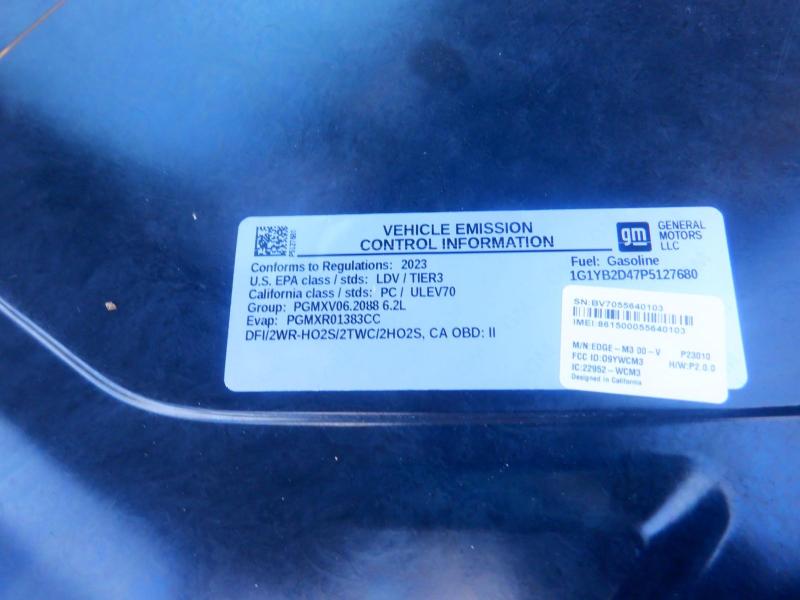 VEHICLE EMISSION
CONTROL INFORMATION
gm
GENERAL
MOTORS
LLC
P5127680
Conforms to Regulations: 2023
U.S. EPA class / stds: LDV / TIER3
California class / stds: PC / ULEV70
Group: PGMXV06.2088 6.2L
Evap: PGMXR01383CC
DFI/2WR-HO2S/2TWC/2HO2S, CA OBD: II
Fuel: Gasoline
1G1YB2D47P5127680
SN:BV7055640103
IMEI:861500055640103
M/N:EDGE-M3 00-V P23010
FCC ID:O9YWCM3 H/W:P2.0.0
IC:22952-WCM3
Designed in California